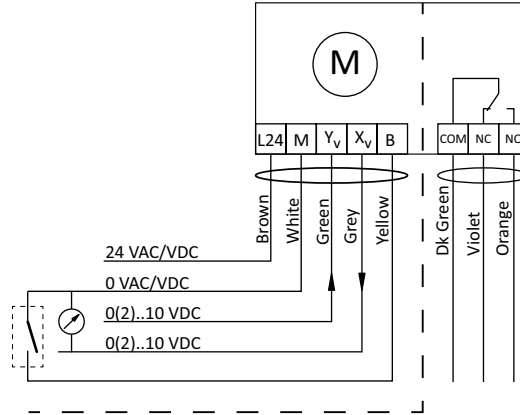 M
L24 M Yv Xv B COM NC NO
Brown White Green Grey Yellow Dk Green Violet Orange
24 VAC/VDC
0 VAC/VDC
0(2)..10 VDC
0(2)..10 VDC